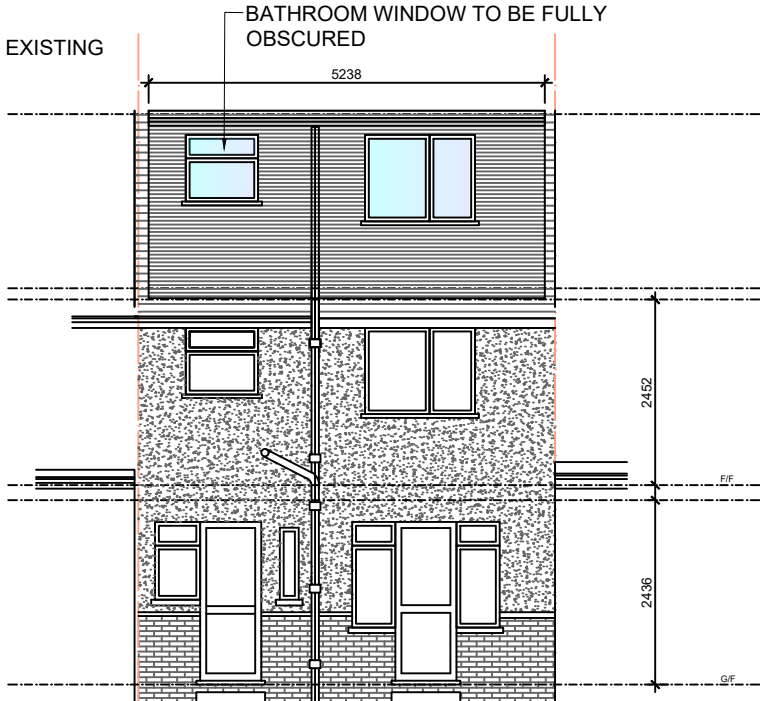 BATHROOM WINDOW TO BE FULLY
OBSCURED
EXISTING
5238
2452
F/F
2436
G/F